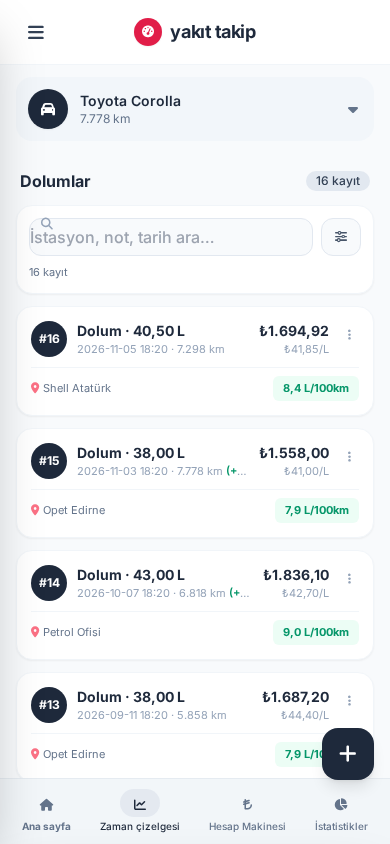 yakıt takip
Toyota Corolla
7.778 km
Dolumlar
16 kayıt
İstasyon, not, tarih ara...
16 kayıt
#16
Dolum · 40,50 L
₺1.694,92
2026-11-05 18:20 · 7.298 km
₺41,85/L
Shell Atatürk
8,4 L/100km
#15
Dolum · 38,00 L
₺1.558,00
2026-11-03 18:20 · 7.778 km (+...
₺41,00/L
Opet Edirne
7,9 L/100km
#14
Dolum · 43,00 L
₺1.836,10
2026-10-07 18:20 · 6.818 km (+...
₺42,70/L
Petrol Ofisi
9,0 L/100km
#13
Dolum · 38,00 L
₺1.687,20
2026-09-11 18:20 · 5.858 km
₺44,40/L
Opet Edirne
7,9 L/10
Ana sayfa
Zaman çizelgesi
Hesap Makinesi
İstatistikler